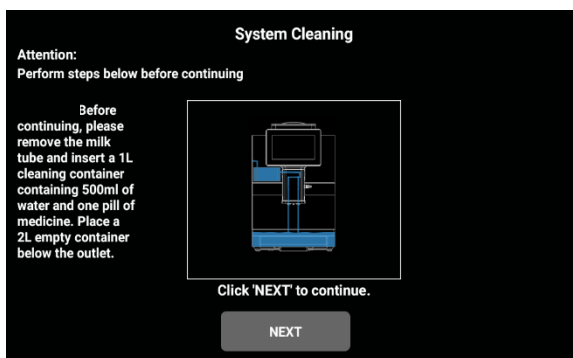 System Cleaning
Attention:
Perform steps below before continuing
Before
continuing, please
remove the milk
tube and insert a 1L
cleaning container
containing 500ml of
water and one pill of
medicine. Place a
2L empty container
below the outlet.
Click 'NEXT' to continue.
NEXT